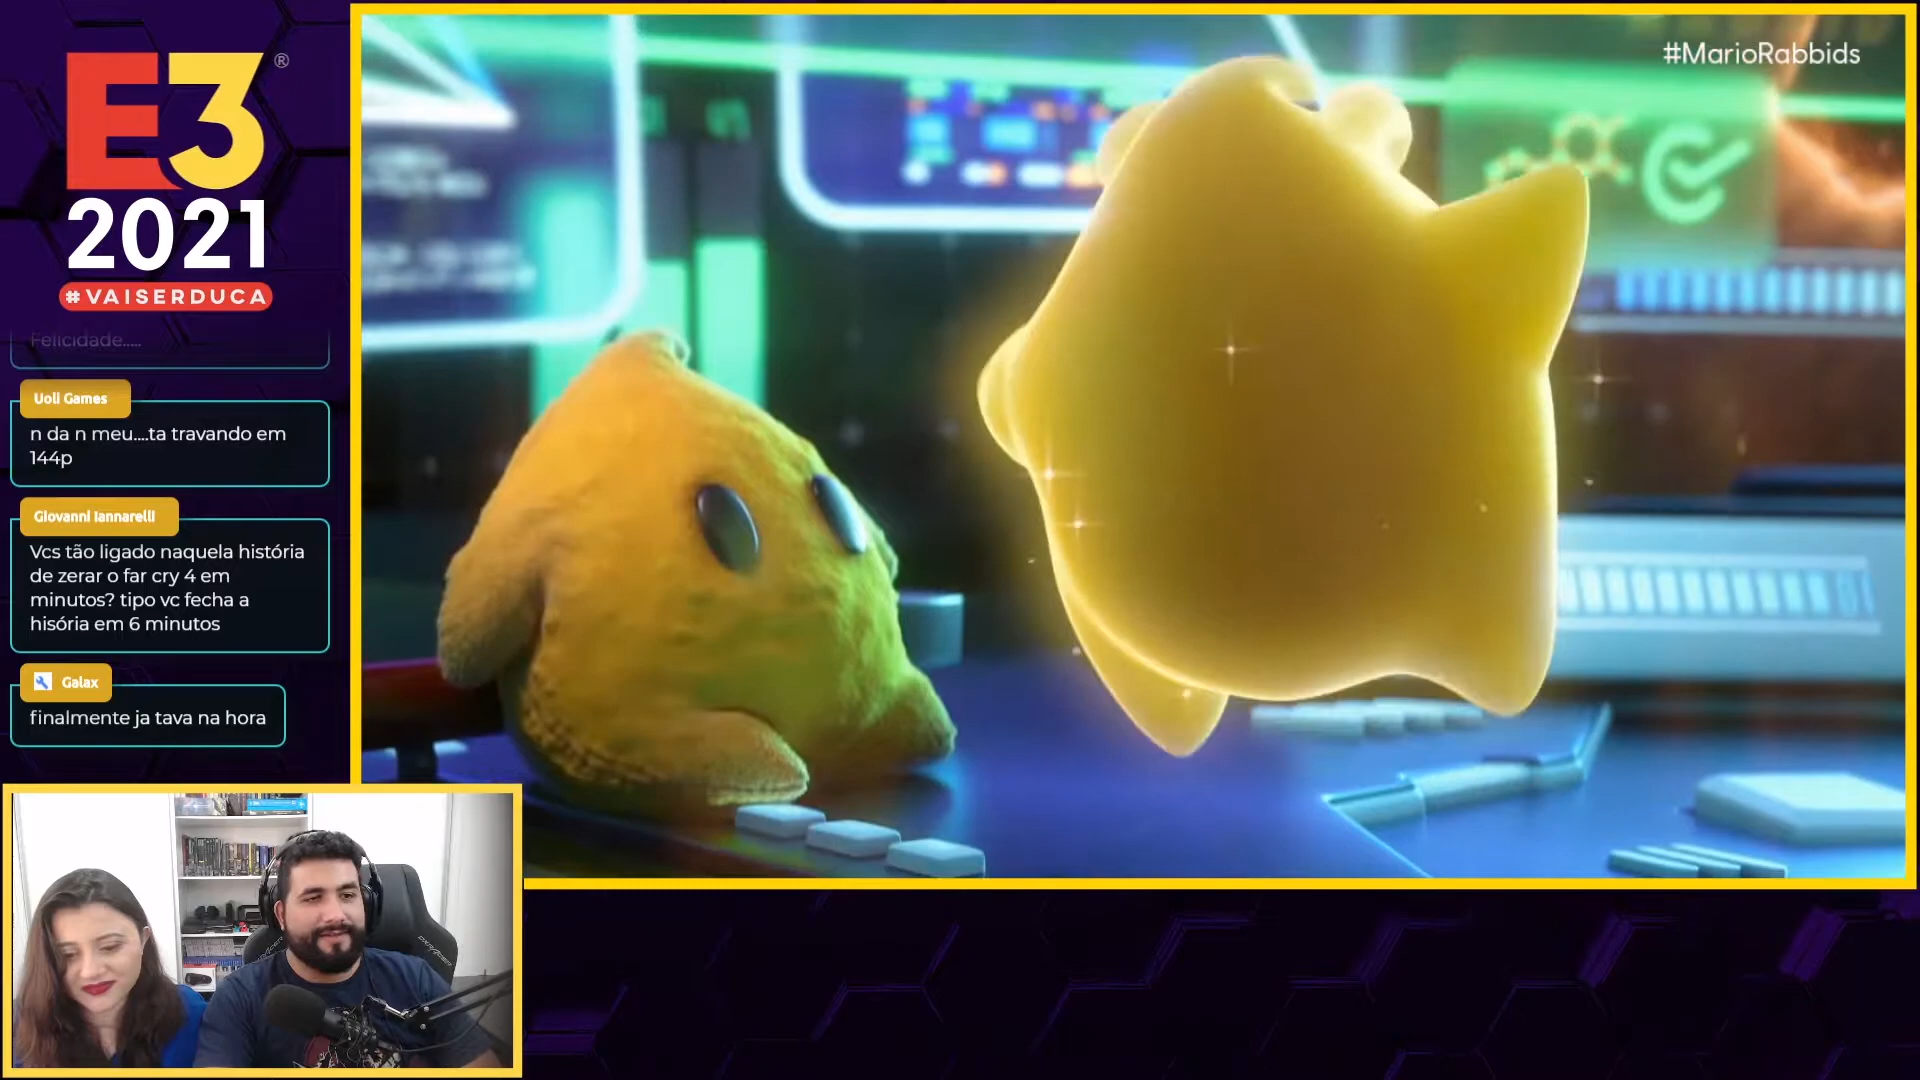 E3®
2021
#VAISERDUCA
Felicidade.....
Uoli Games
n da n meu....ta travando em
144p
Giovanni Iannarelli
Vcs tão ligado naquela história
de zerar o far cry 4 em
minutos? tipo vc fecha a
hisória em 6 minutos
Galax
finalmente ja tava na hora
#MarioRabbids